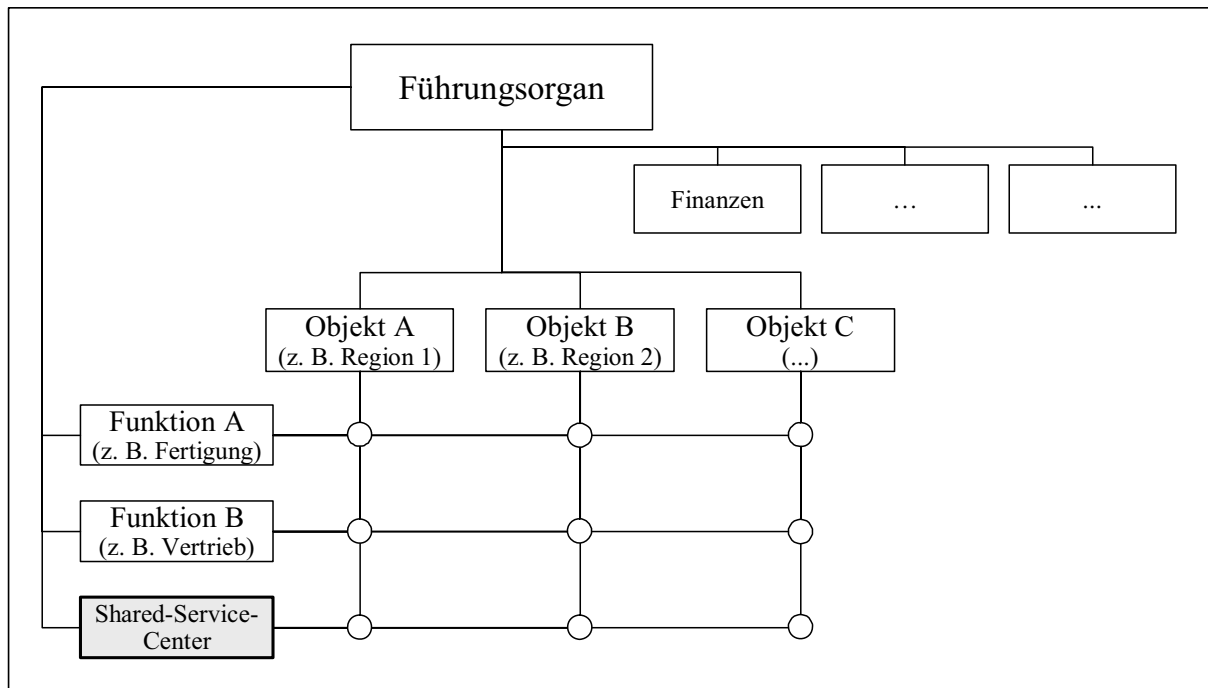 Führungsorgan
Finanzen
…
...
Objekt A
(z. B. Region 1)
Objekt B
(z. B. Region 2)
Objekt C
(...)
Funktion A
(z. B. Fertigung)
Funktion B
(z. B. Vertrieb)
Shared-Service-
Center